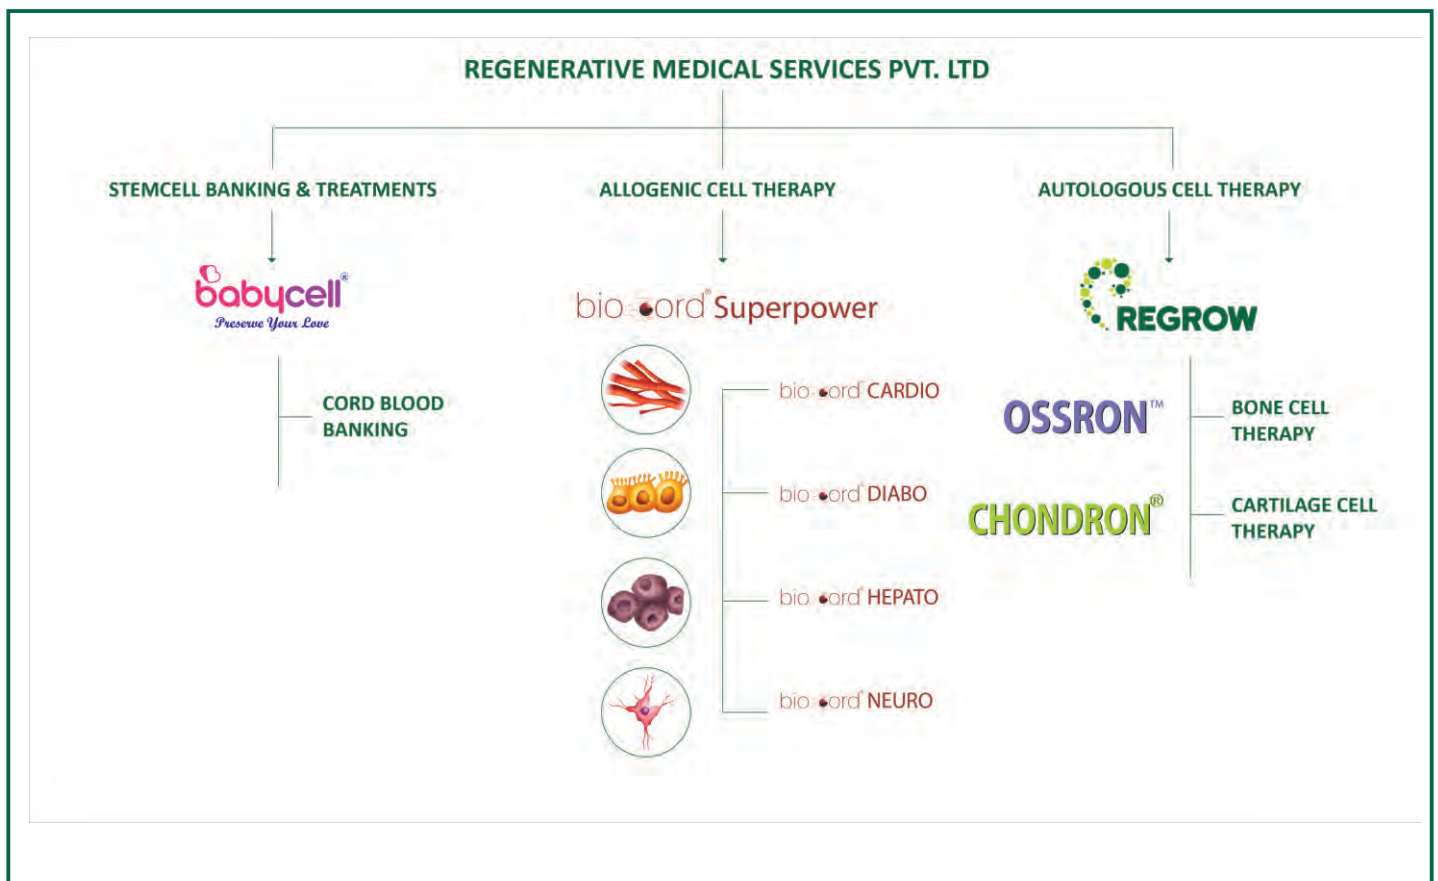 REGENERATIVE MEDICAL SERVICES PVT. LTD
STEMCELL BANKING & TREATMENTS
ALLOGENIC CELL THERAPY
AUTOLOGOUS CELL THERAPY
babycell®
Preserve Your Love
CORD BLOOD
BANKING
bio cord® Superpower
bio cord® CARDIO
bio cord® DIABO
bio cord® HEPATO
bio cord® NEURO
REGROW
OSSRON™
BONE CELL
THERAPY
CHONDRON®
CARTILAGE CELL
THERAPY